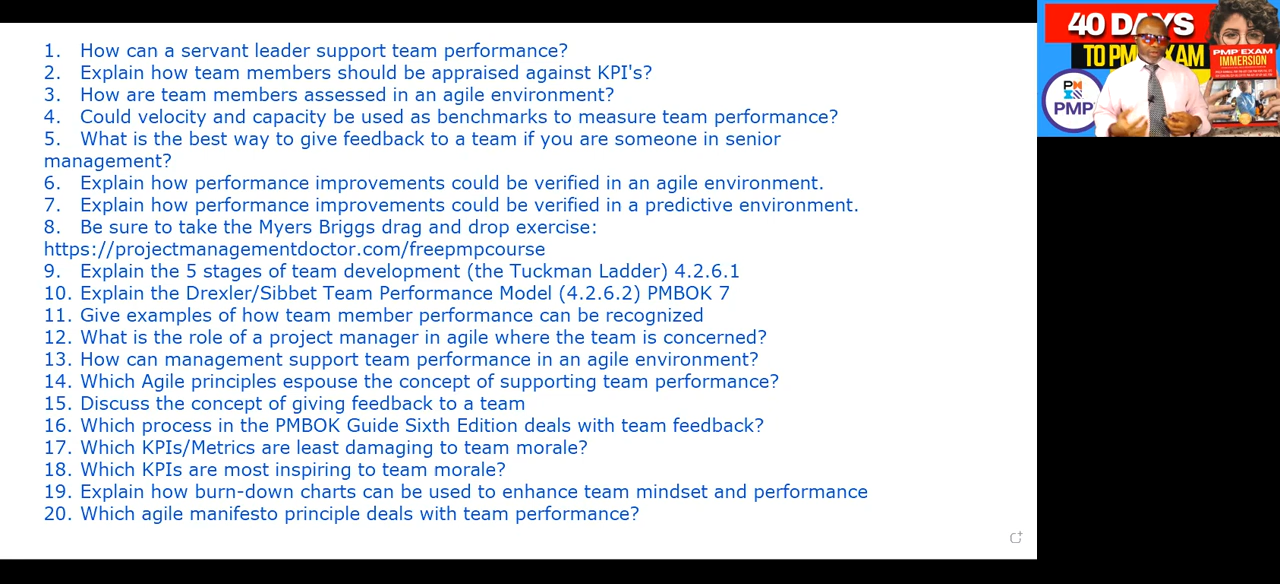 1. How can a servant leader support team performance?
2. Explain how team members should be appraised against KPI's?
3. How are team members assessed in an agile environment?
4. Could velocity and capacity be used as benchmarks to measure team performance?
5. What is the best way to give feedback to a team if you are someone in senior
management?
6. Explain how performance improvements could be verified in an agile environment.
7. Explain how performance improvements could be verified in a predictive environment.
8. Be sure to take the Myers Briggs drag and drop exercise:
https://projectmanagementdoctor.com/freepmpcourse
9. Explain the 5 stages of team development (the Tuckman Ladder) 4.2.6.1
10. Explain the Drexler/Sibbet Team Performance Model (4.2.6.2) PMBOK 7
11. Give examples of how team member performance can be recognized
12. What is the role of a project manager in agile where the team is concerned?
13. How can management support team performance in an agile environment?
14. Which Agile principles espouse the concept of supporting team performance?
15. Discuss the concept of giving feedback to a team
16. Which process in the PMBOK Guide Sixth Edition deals with team feedback?
17. Which KPIs/Metrics are least damaging to team morale?
18. Which KPIs are most inspiring to team morale?
19. Explain how burn-down charts can be used to enhance team mindset and performance
20. Which agile manifesto principle deals with team performance?
40 DAYS
TO PM EXAM
PMP EXAM
IMMERSION
PMP